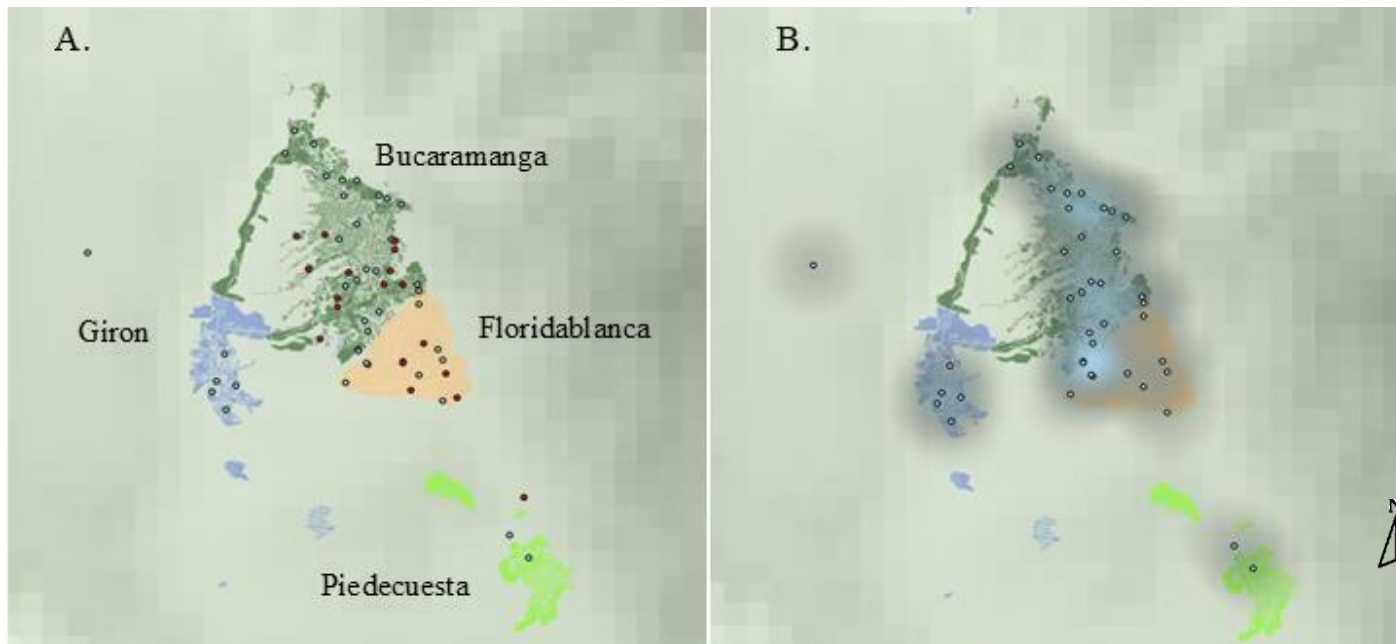 A.
B.
Bucaramanga
Giron
Floridablanca
Piedecuesta
N